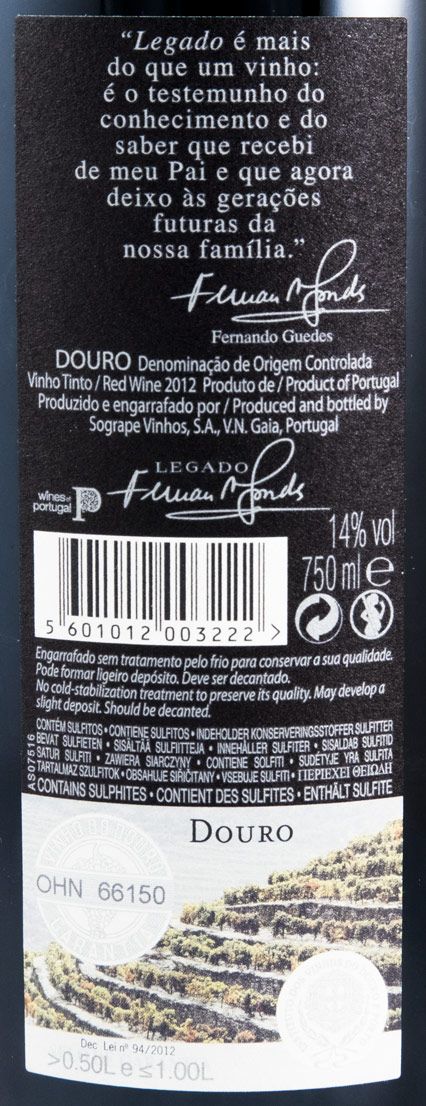 “Legado é mais
do que um vinho:
é o testemunho do
conhecimento e do
saber que recebi
de meu Pai e que agora
deixo às gerações
futuras da
nossa família.”
Fernando Guedes
DOURO Denominação de Origem Controlada
Vinho Tinto / Red Wine 2012 Produto de / Product of Portugal
Produzido e engarrafado por / Produced and bottled by
Sogrape Vinhos, S.A., V.N. Gaia, Portugal
LEGADO
wines of
portugal
14% vol
750 ml e
5 601012 003222 >
Engarrafado sem tratamento pelo frio para conservar a sua qualidade.
Pode formar ligeiro depósito. Deve ser decantado.
No cold-stabilization treatment to preserve its quality. May develop a
slight deposit. Should be decanted.
CONTÉM SULFITOS • CONTIENE SULFITOS • INDEHOLDER KONSERVERINGSSTOFFER SULFITTER
BEVAT SULFIETEN • SISÄLTÄÄ SULFIITTEJA • INNEHÅLLER SULFITER • SISALDAB SULFITID
SATUR SULFITI • ZAWIERA SIARCZYNY • CONTIENE SOLFITI • SUDĖTYJE YRA SULFITA
TARTALMAZ SZULFITOK • OBSAHUJE SIŘIČITANY • VSEBUJE SULFITI • ΠΕΡΙΕΧΕΙ ΘΕΙΩΔΗ
CONTAINS SULPHITES • CONTIENT DES SULFITES • ENTHÄLT SULFITE
AS07516
DOURO
GARANTIA
OHN 66150
Dec. Lei nº 94/2012
>0.50L e ≤1.00L